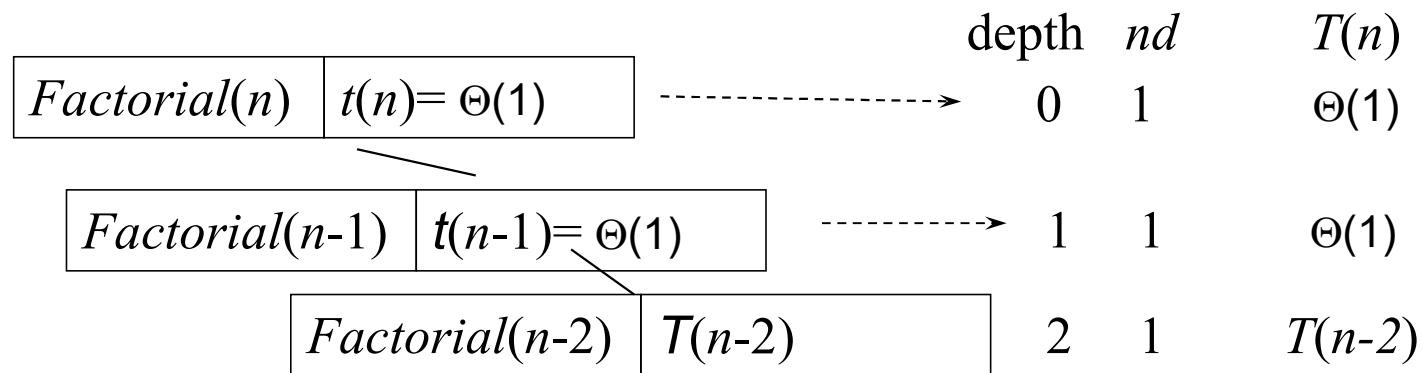 depth nd T(n)
Factorial(n) t(n)= Θ(1) 0 1 Θ(1)
Factorial(n-1) t(n-1)= Θ(1) 1 1 Θ(1)
Factorial(n-2) T(n-2) 2 1 T(n-2)